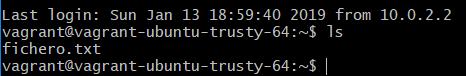 Last login: Sun Jan 13 18:59:40 2019 from 10.0.2.2
vagrant@vagrant-ubuntu-trusty-64:~$ ls
fichero.txt
vagrant@vagrant-ubuntu-trusty-64:~$